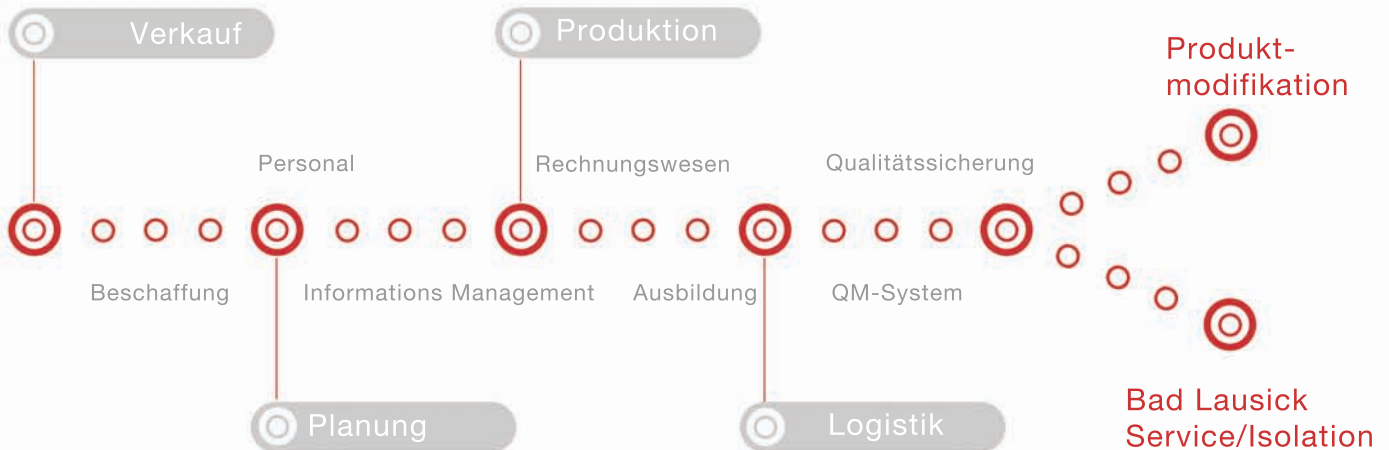 Verkauf
Produktion
Produkt-
modifikation
Personal
Rechnungswesen
Qualitätssicherung
Beschaffung
Informations Management
Ausbildung
QM-System
Planung
Logistik
Bad Lausick
Service/Isolation